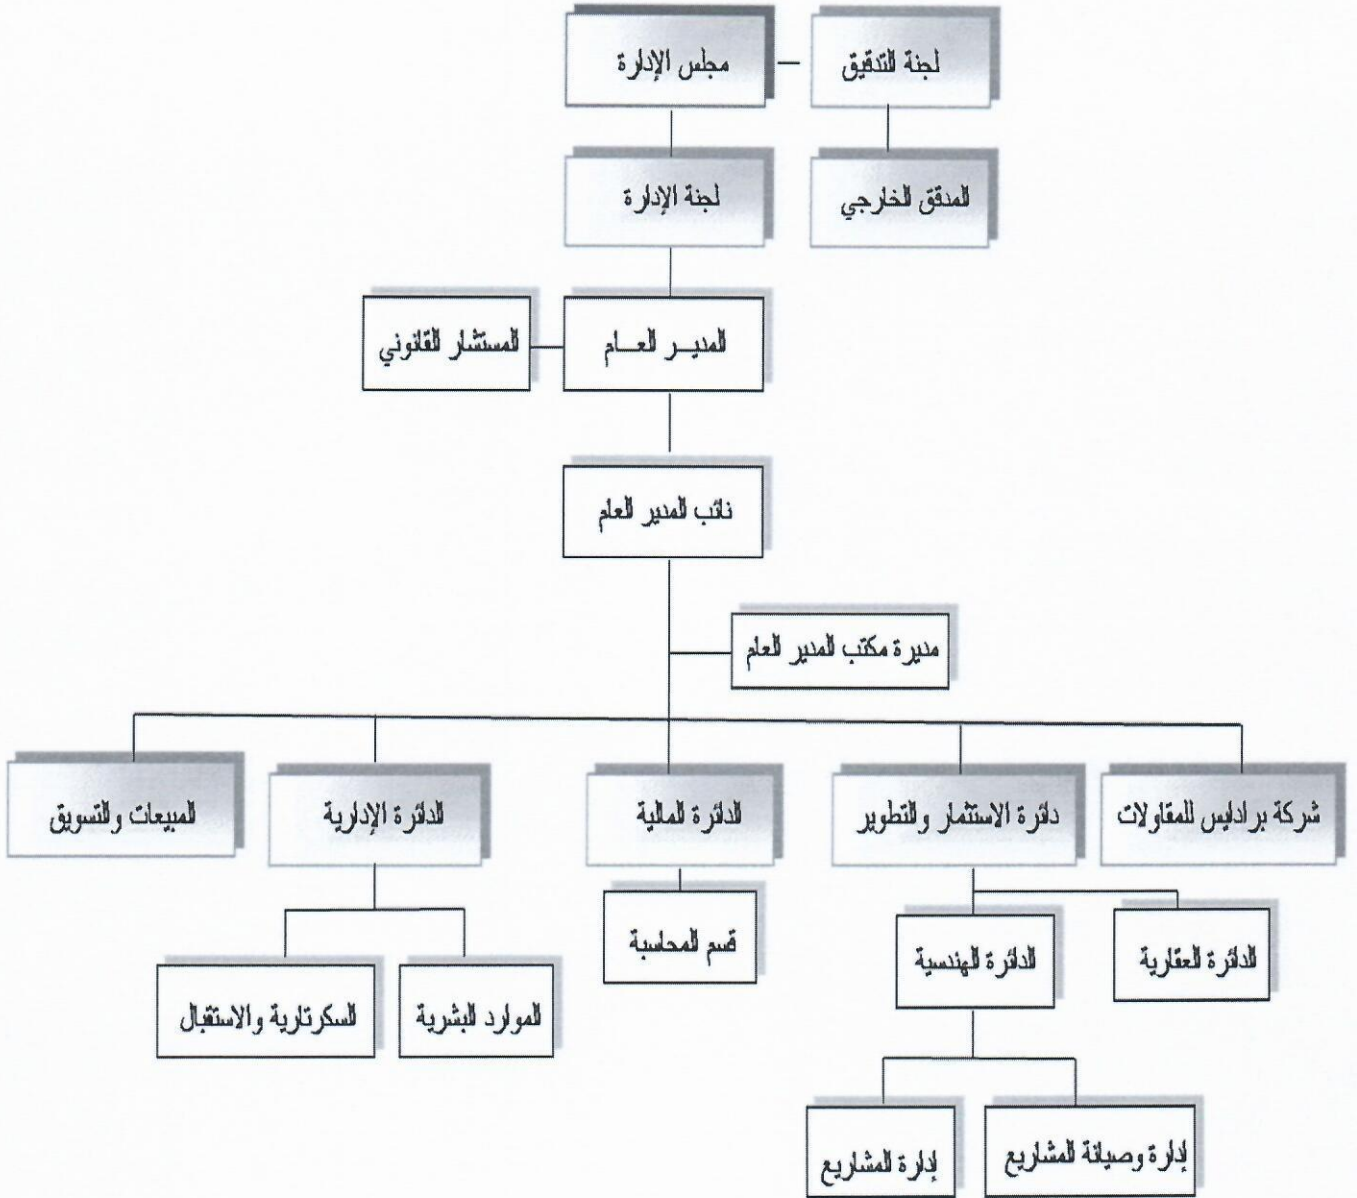 مجلس الإدارة
لجنة التدقيق
لجنة الإدارة
المدقق الخارجي
المديــر العــام
المستشار القانوني
نائب المدير العام
مديرة مكتب المدير العام
شركة برادايس للمقاولات
دائرة الاستثمار والتطوير
الدائرة المالية
الدائرة الإدارية
المبيعات والتسويق
الدائرة العقارية
الدائرة الهندسية
قسم المحاسبة
الموارد البشرية
السكرتارية والاستقبال
إدارة وصيانة المشاريع
إدارة المشاريع